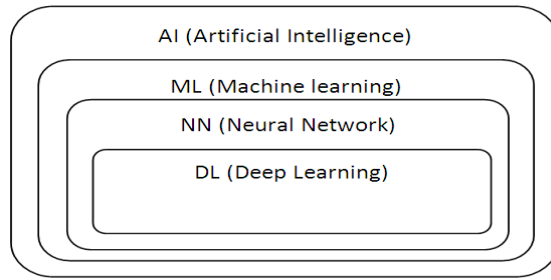 AI (Artificial Intelligence)
ML (Machine learning)
NN (Neural Network)
DL (Deep Learning)